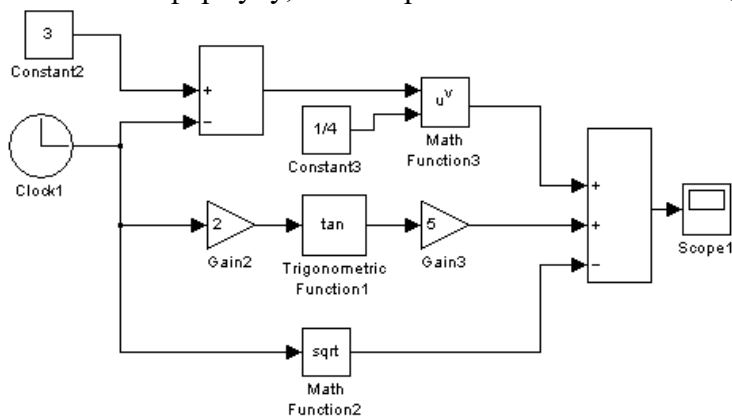 3
Constant2
Clock1
+
−
1/4
Constant3
uv
Math
Function3
2
Gain2
tan
Trigonometric
Function1
5
Gain3
sqrt
Math
Function2
+
+
−
Scope1